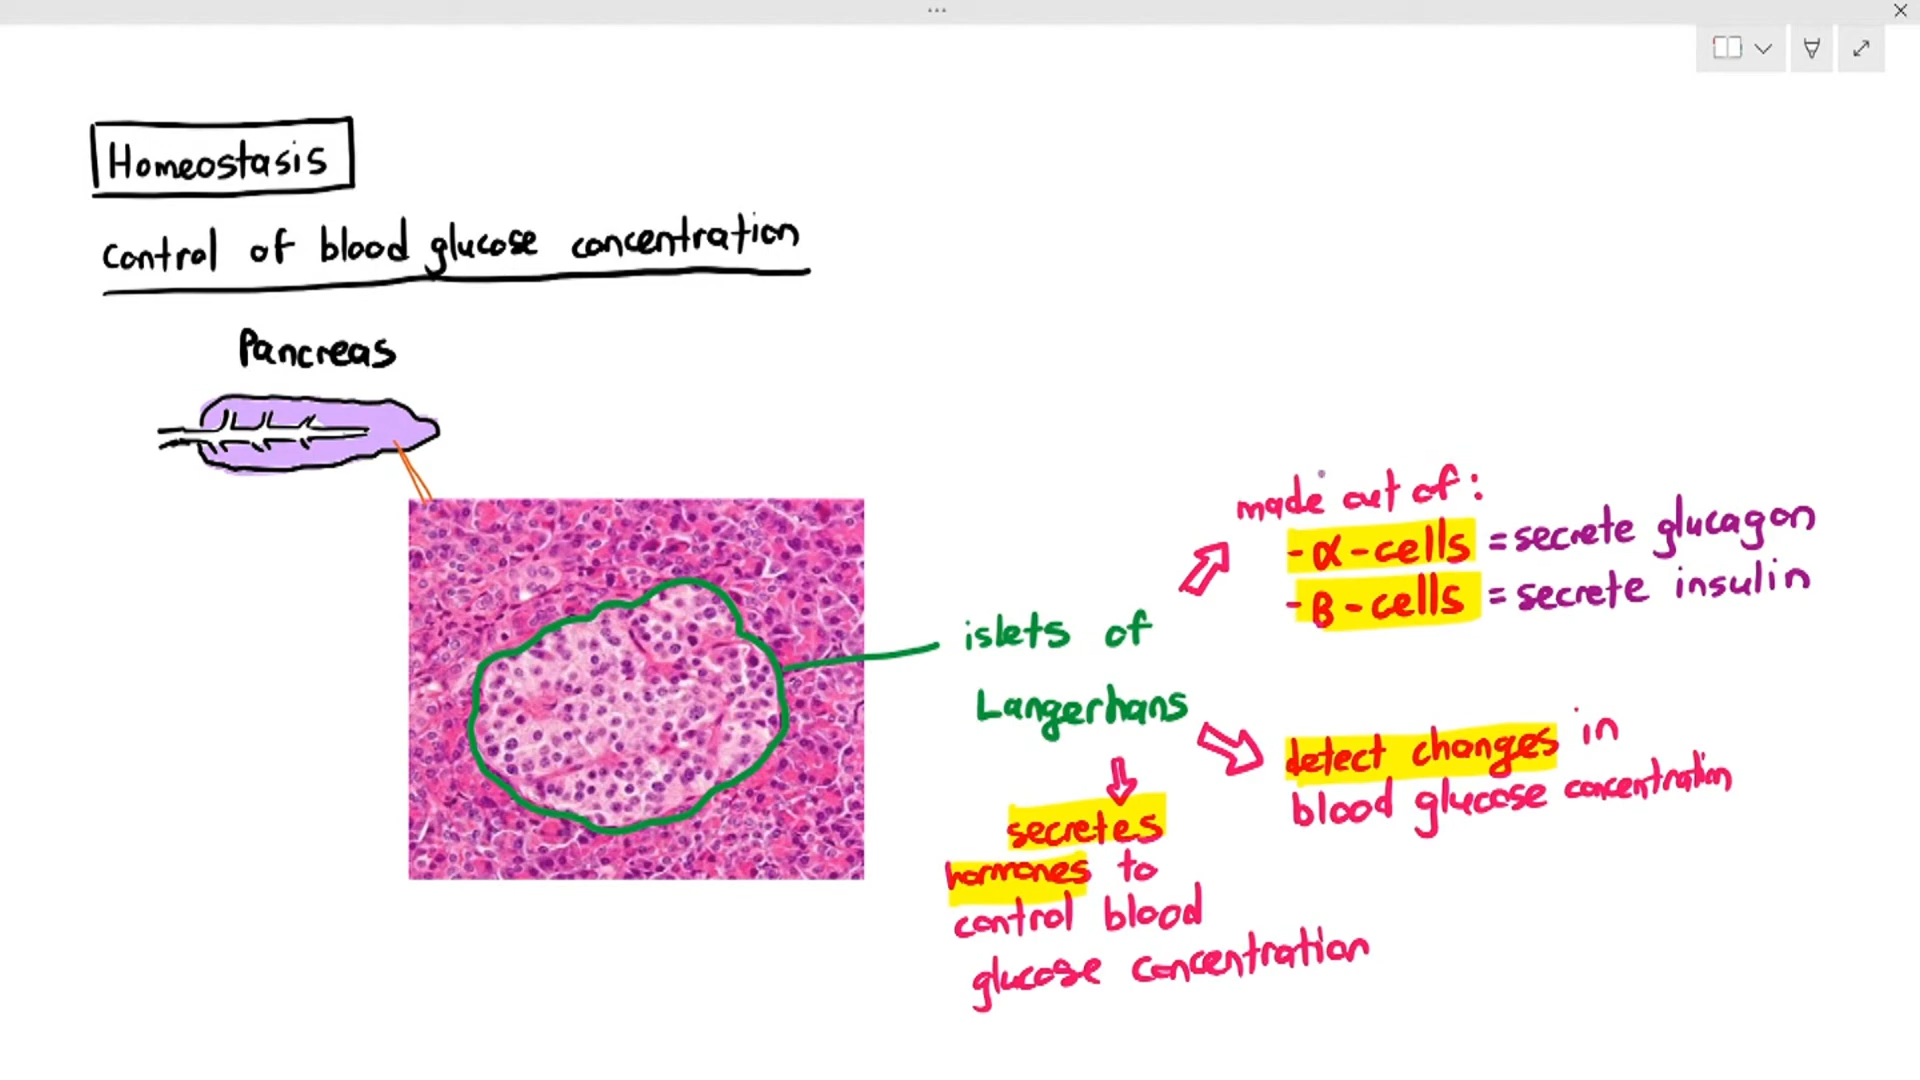 Homeostasis
control of blood glucose concentration
Pancreas
islets of
Langerhans
made out of:
- α - cells = secrete glucagon
- B - cells = secrete insulin
detect changes in
blood glucose concentration
secretes
hormones to
control blood
glucose concentration